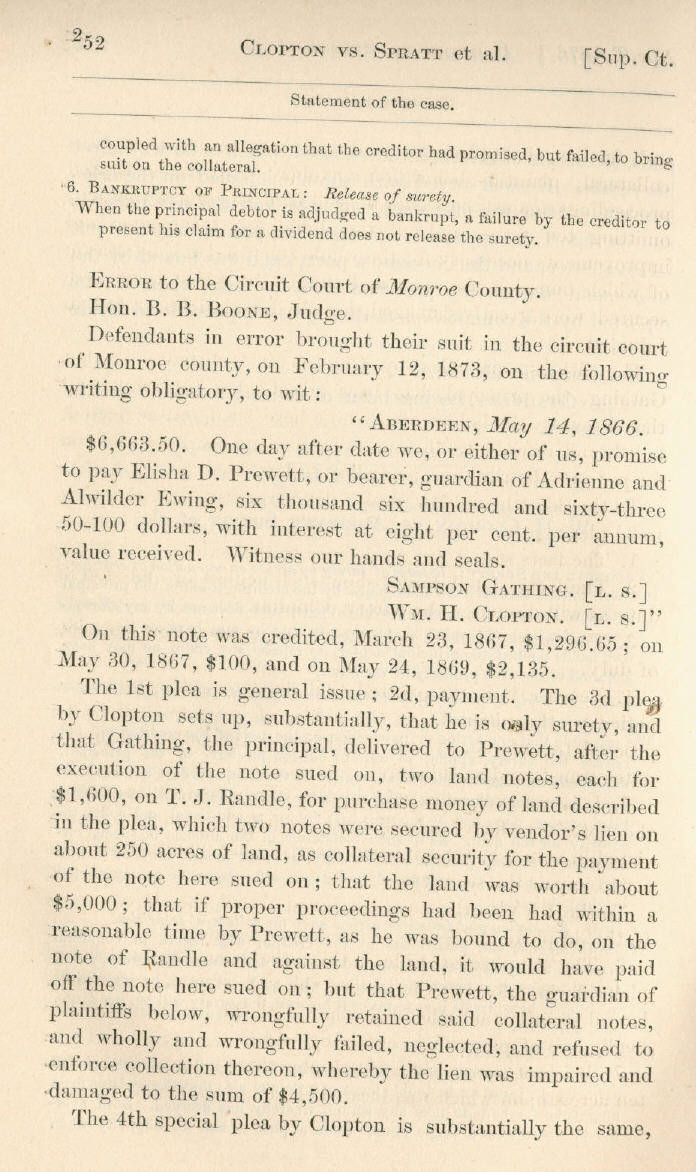 252 CLOPTON VS. SPRATT et al. [Sup. Ct.
Statement of the case.
coupled with an allegation that the creditor had promised, but failed, to bring
suit on the collateral.
6. BANKRUPTCY OF PRINCIPAL: Release of surety.
When the principal debtor is adjudged a bankrupt, a failure by the creditor to
present his claim for a dividend does not release the surety.
ERROR to the Circuit Court of Monroe County.
Hon. B. B. BOONE, Judge.
Defendants in error brought their suit in the circuit court
of Monroe county, on February 12, 1873, on the following
writing obligatory, to wit:
"ABERDEEN, May 14, 1866.
$6,663.50. One day after date we, or either of us, promise
to pay Elisha D. Prewett, or bearer, guardian of Adrienne and
Alwilder Ewing, six thousand six hundred and sixty-three
50-100 dollars, with interest at eight per cent. per annum,
value received. Witness our hands and seals.
SAMPSON GATHING. [L. S.]
WM. H. CLOPTON. [L. S.]"
On this note was credited, March 23, 1867, $1,296.65; on
May 30, 1867, $100, and on May 24, 1869, $2,135.
The 1st plea is general issue; 2d, payment. The 3d plea
by Clopton sets up, substantially, that he is only surety, and
that Gathing, the principal, delivered to Prewett, after the
execution of the note sued on, two land notes, each for
$1,600, on T. J. Randle, for purchase money of land described
in the plea, which two notes were secured by vendor's lien on
about 250 acres of land, as collateral security for the payment
of the note here sued on; that the land was worth about
$5,000; that if proper proceedings had been had within a
reasonable time by Prewett, as he was bound to do, on the
note of Randle and against the land, it would have paid
off the note here sued on; but that Prewett, the guardian of
plaintiffs below, wrongfully retained said collateral notes,
and wholly and wrongfully failed, neglected, and refused to
enforce collection thereon, whereby the lien was impaired and
damaged to the sum of $4,500.
The 4th special plea by Clopton is substantially the same,